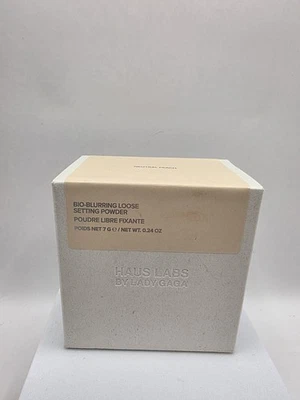 BIO-BLURRING LOOSE
SETTING POWDER
POUDRE LIBRE FIXANTE
POIDS NET 7 G ℮ / NET WT. 0.24 OZ
HAUS LABS
BY LADY GAGA